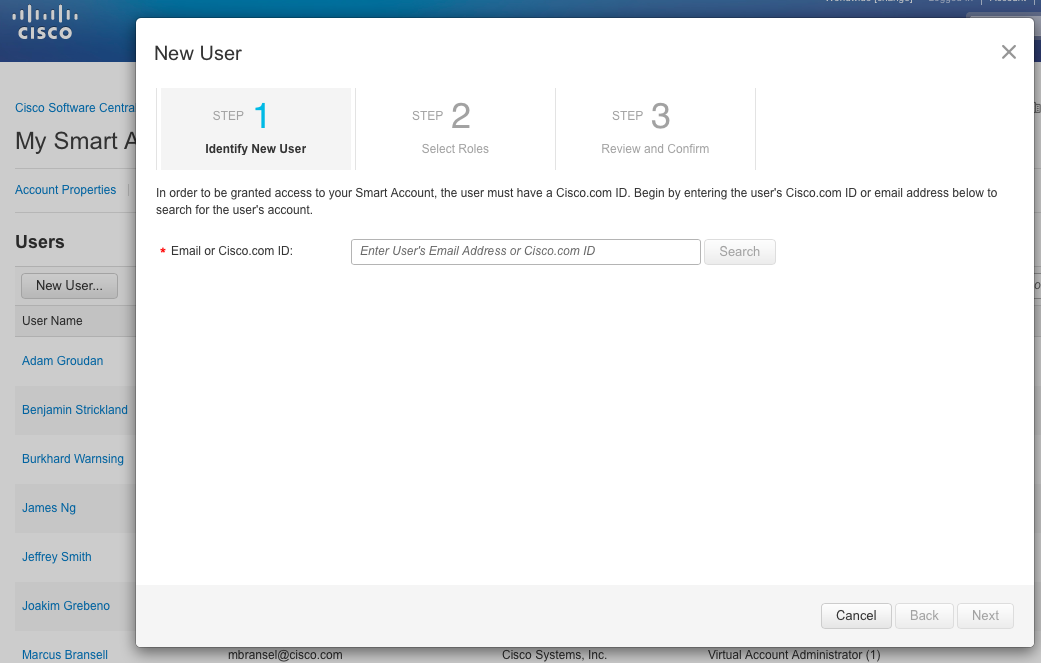 CISCO
Worldwide [change] Logged In Account
Cisco Software Centra
My Smart A
Account Properties
Users
New User...
User Name
Adam Groudan
Benjamin Strickland
Burkhard Warnsing
James Ng
Jeffrey Smith
Joakim Grebeno
Marcus Bransell mbransel@cisco.com Cisco Systems, Inc. Virtual Account Administrator (1)
New User
STEP 1
Identify New User
STEP 2
Select Roles
STEP 3
Review and Confirm
In order to be granted access to your Smart Account, the user must have a Cisco.com ID. Begin by entering the user's Cisco.com ID or email address below to
search for the user's account.
* Email or Cisco.com ID: Enter User's Email Address or Cisco.com ID Search
Cancel Back Next